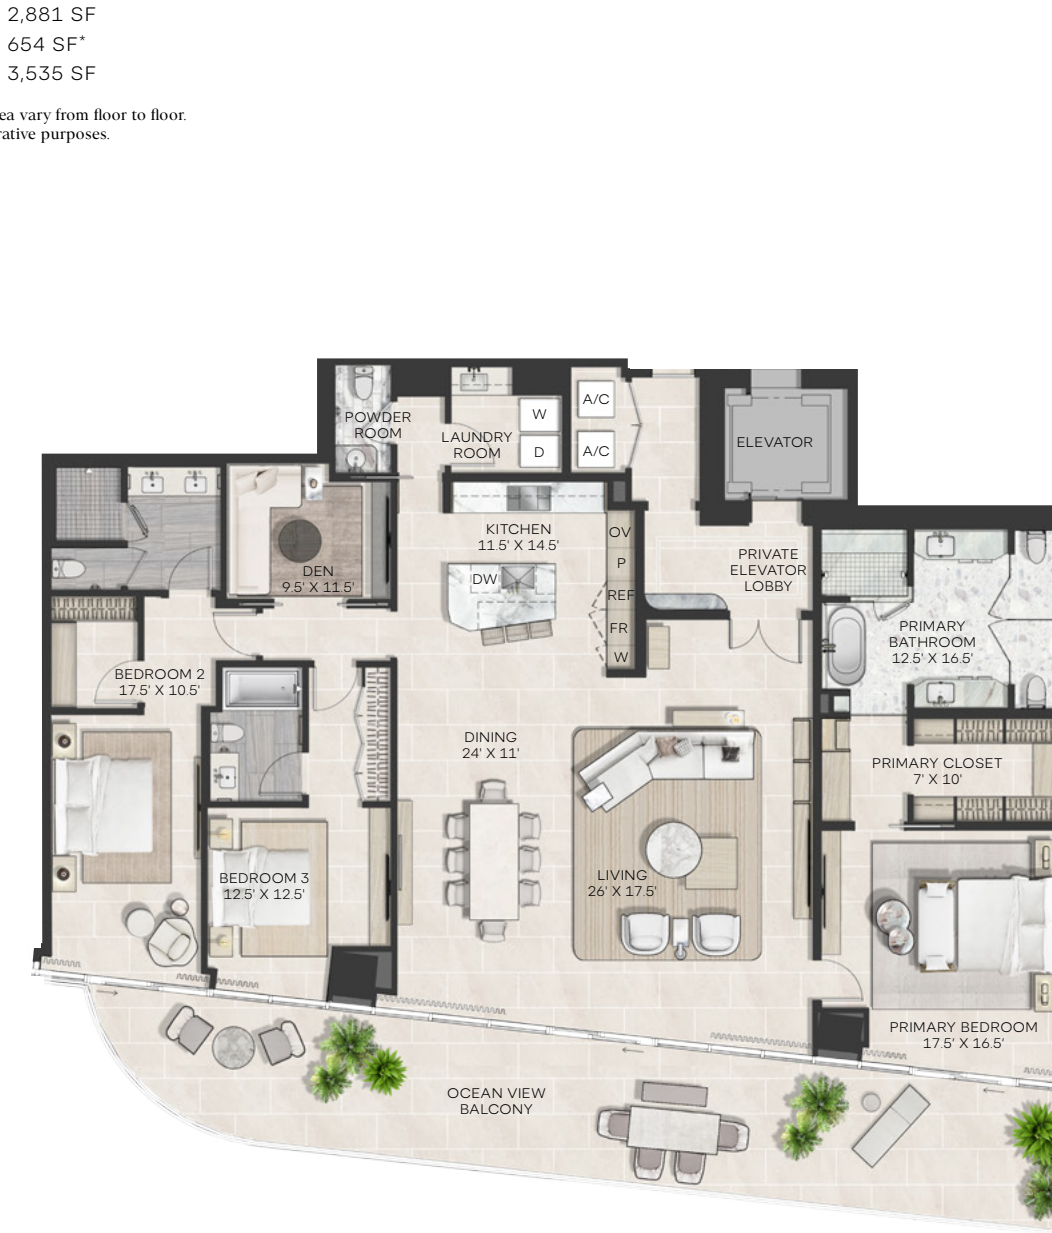 2,881 SF
654 SF*
3,535 SF
ea vary from floor to floor.
rative purposes.
POWDER
ROOM
LAUNDRY
ROOM
W
D
A/C
A/C
ELEVATOR
KITCHEN
11.5' X 14.5'
DW
OV
P
REF
FR
W
DEN
9.5' X 11.5'
PRIVATE
ELEVATOR
LOBBY
PRIMARY
BATHROOM
12.5' X 16.5'
BEDROOM 2
17.5' X 10.5'
DINING
24' X 11'
PRIMARY CLOSET
7' X 10'
BEDROOM 3
12.5' X 12.5'
LIVING
26' X 17.5'
PRIMARY BEDROOM
17.5' X 16.5'
OCEAN VIEW
BALCONY